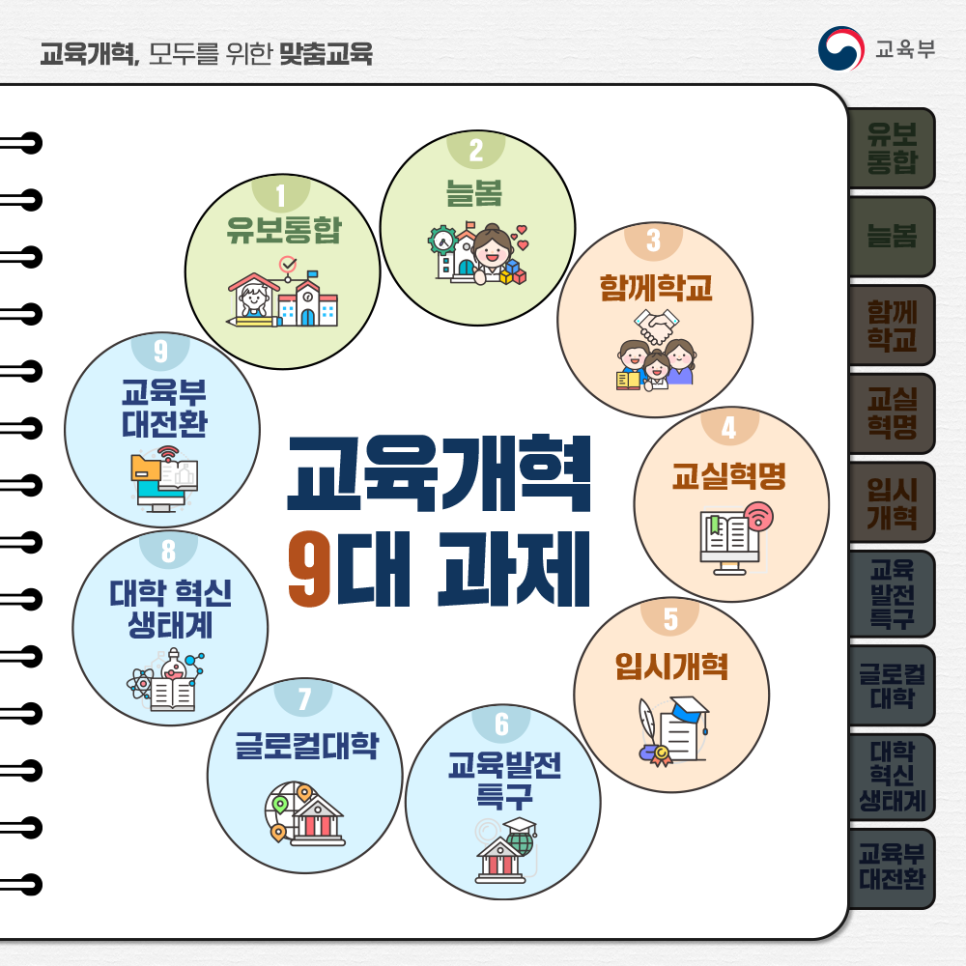 교육개혁, 모두를 위한 맞춤교육
교육부
1
유보통합
2
늘봄
3
함께학교
4
교실혁명
5
입시개혁
6
교육발전
특구
7
글로컬대학
8
대학 혁신
생태계
9
교육부
대전환
교육개혁
9대 과제
유보
통합
늘봄
함께
학교
교실
혁명
입시
개혁
교육
발전
특구
글로컬
대학
대학
혁신
생태계
교육부
대전환